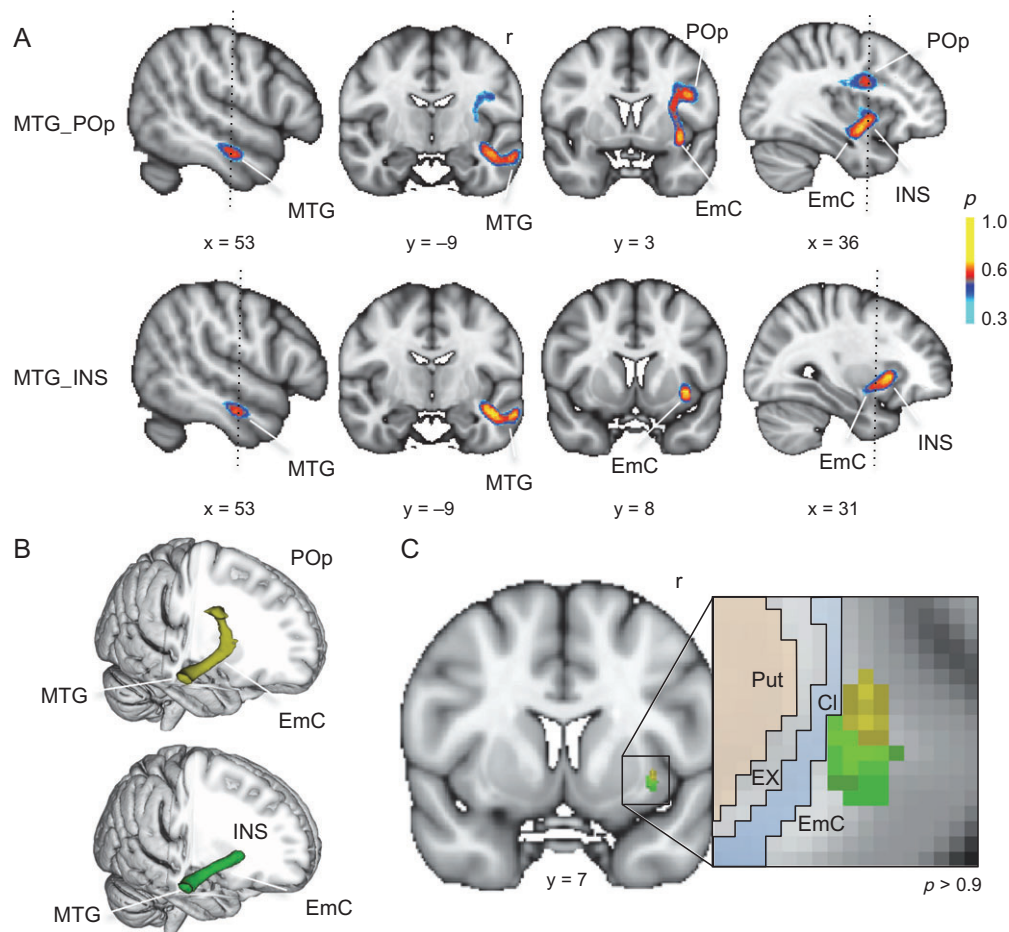 A
r
POp
POp
MTG_POp
MTG
MTG
EmC
EmC
INS
x = 53
y = –9
y = 3
x = 36
p
1.0
0.6
0.3
MTG_INS
MTG
MTG
EmC
EmC
INS
x = 53
y = –9
y = 8
x = 31
B
POp
MTG
EmC
INS
MTG
EmC
C
r
Put
Cl
EX
EmC
y = 7
p > 0.9